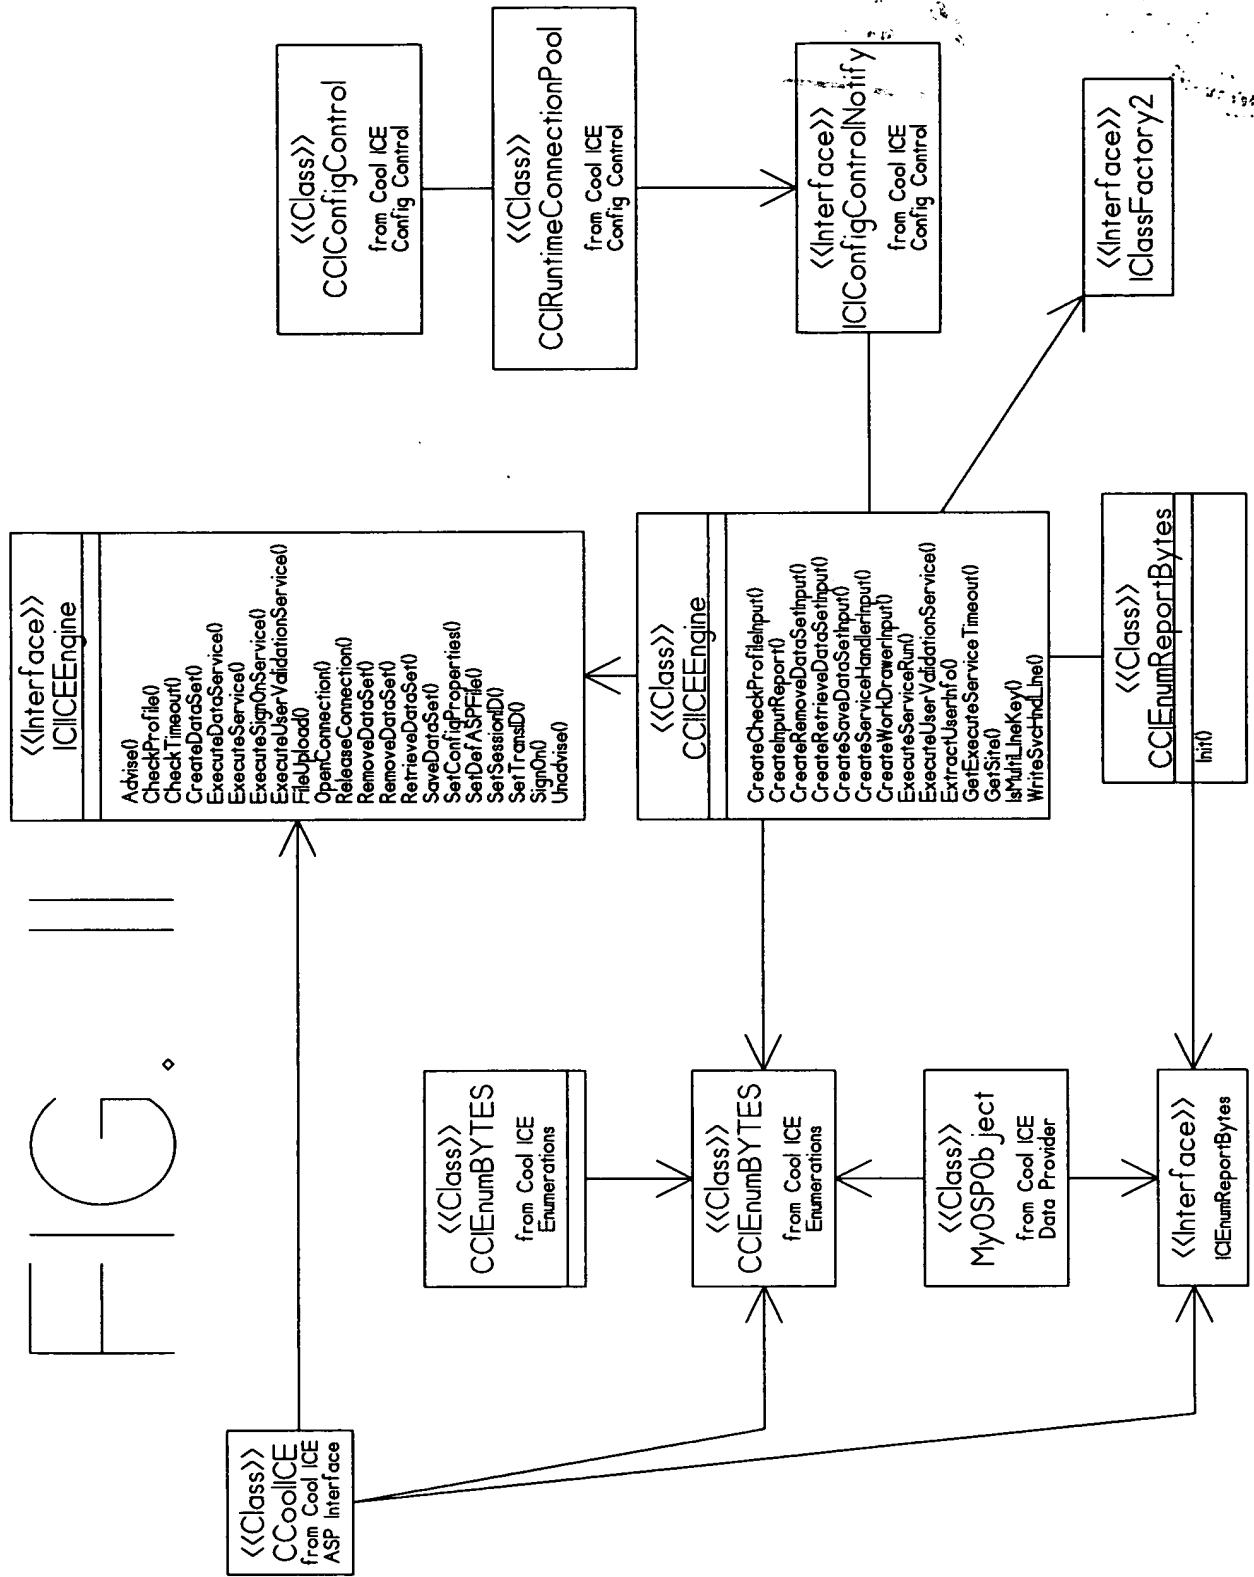 FIG. 11
<<Class>>
CCoolICE
from Cool ICE
ASP Interface
<<Interface>>
ICIICEEngine
Advise()
CheckProfile()
CheckTimeout()
CreateDataSet()
ExecuteDataService()
ExecuteService()
ExecuteSignOnService()
ExecuteUserValidationService()
FileUpload()
OpenConnection()
ReleaseConnection()
RemoveDataSet()
RemoveDataSet()
RetrieveDataSet()
SaveDataSet()
SetConfigProperties()
SetDefASPFile()
SetSessionID()
SetTransID()
SignOn()
Unadvise()
<<Class>>
CCIConfigControl
from Cool ICE
Config Control
<<Class>>
CCIRuntimeConnectionPool
from Cool ICE
Config Control
<<Class>>
CCIEnumBYTES
from Cool ICE
Enumerations
<<Class>>
CCIICEEngine
CreateCheckProfileInput()
CreateInputReport()
CreateRemoveDataSetInput()
CreateRetrieveDataSetInput()
CreateSaveDataSetInput()
CreateServiceHandlerInput()
CreateWorkDrawerInput()
ExecuteServiceRun()
ExecuteUserValidationService()
ExtractUserInfo()
GetExecuteServiceTimeout()
GetSite()
IsMultiLineKey()
WriteSvcHndLine()
<<Interface>>
ICIConfigControlNotify
from Cool ICE
Config Control
<<Class>>
CCIEnumBYTES
from Cool ICE
Enumerations
<<Class>>
MyOSPObject
from Cool ICE
Data Provider
<<Interface>>
IClassFactory2
<<Interface>>
ICIEnumReportBytes
<<Class>>
CCIEnumReportBytes
Init()